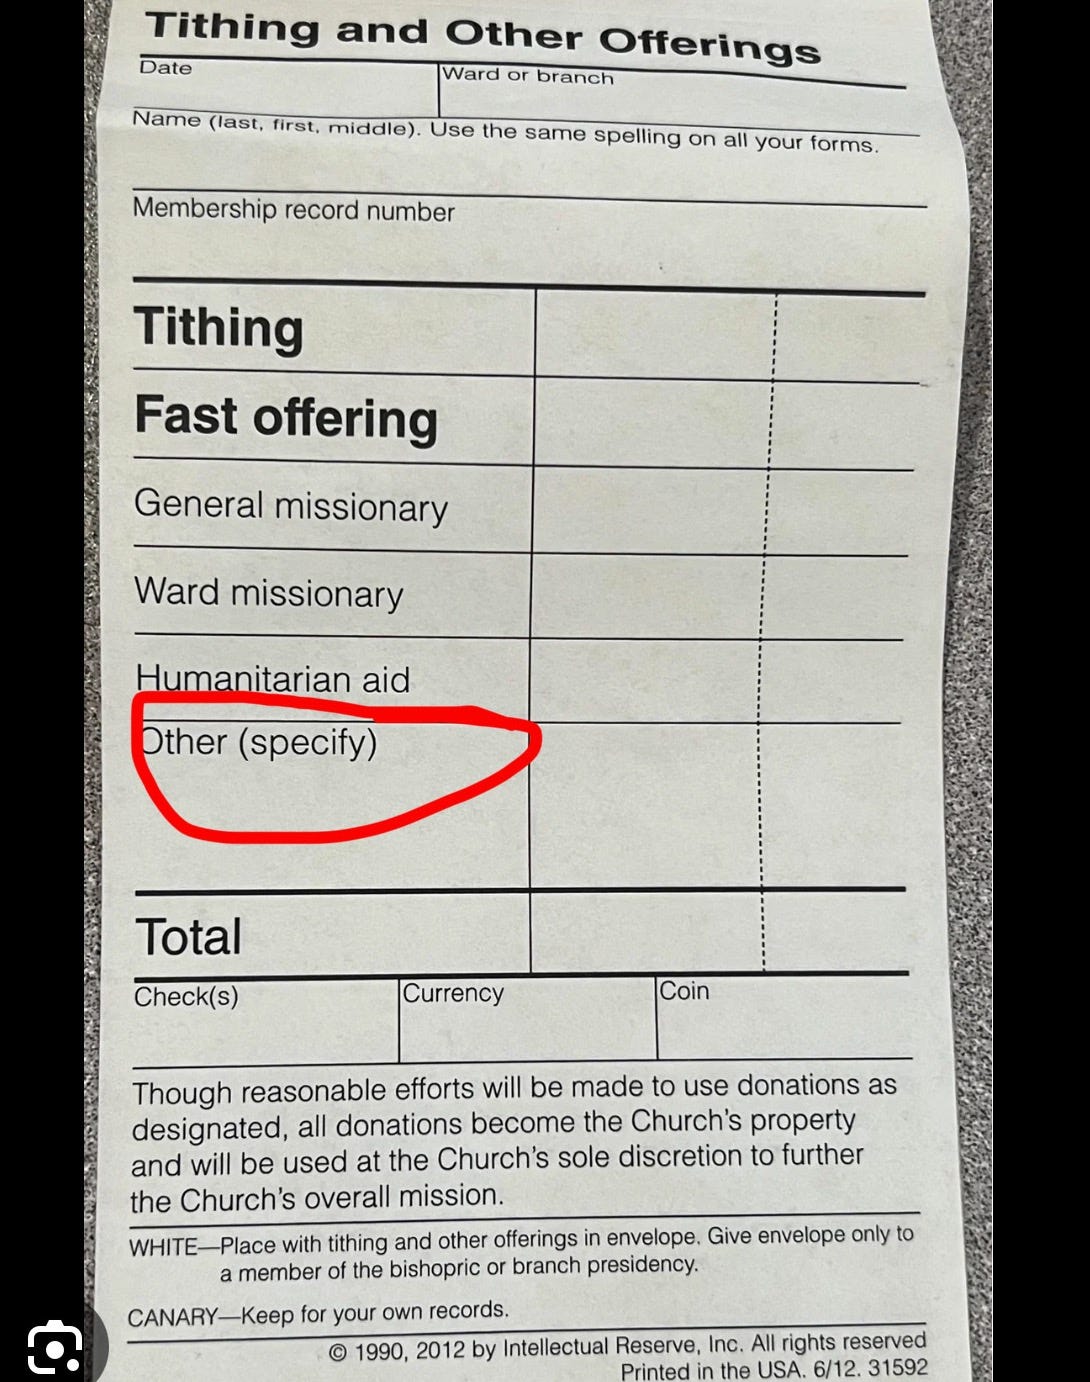 Tithing and Other Offerings
Date
Ward or branch
Name (last, first, middle). Use the same spelling on all your forms.
Membership record number
Tithing
Fast offering
General missionary
Ward missionary
Humanitarian aid
Other (specify)
Total
Check(s)
Currency
Coin
Though reasonable efforts will be made to use donations as
designated, all donations become the Church's property
and will be used at the Church's sole discretion to further
the Church's overall mission.
WHITE—Place with tithing and other offerings in envelope. Give envelope only to
a member of the bishopric or branch presidency.
CANARY—Keep for your own records.
© 1990, 2012 by Intellectual Reserve, Inc. All rights reserved
Printed in the USA. 6/12. 31592